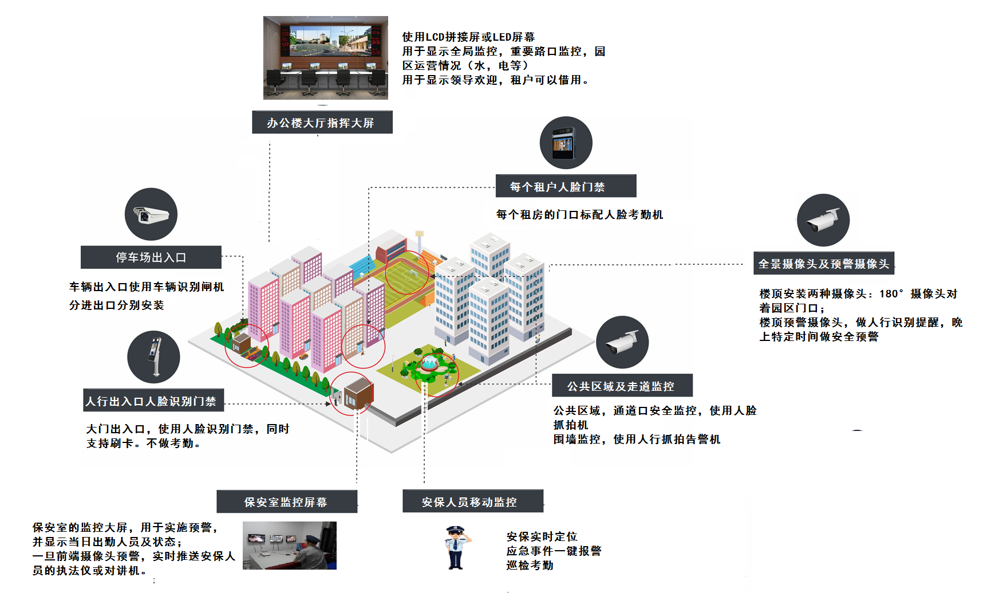 使用LCD拼接屏或LED屏幕
用于显示全局监控，重要路口监控，园
区运营情况（水，电等）
用于显示领导欢迎，租户可以借用。
办公楼大厅指挥大屏
每个租户人脸门禁
每个租房的门口标配人脸考勤机
停车场出入口
车辆出入口使用车辆识别闸机
分进出口分别安装
全景摄像头及预警摄像头
楼顶安装两种摄像头：180°摄像头对
着园区门口；
楼顶预警摄像头，做人行识别提醒，晚
上特定时间做安全预警
人行出入口人脸识别门禁
大门出入口，使用人脸识别门禁，同时
支持刷卡。不做考勤。
公共区域及走道监控
公共区域，通道口安全监控，使用人脸
抓拍机
围墙监控，使用人行抓拍告警机
保安室监控屏幕
保安室的监控大屏，用于实施预警，
并显示当日出勤人员及状态；
一旦前端摄像头预警，实时推送安保人
员的执法仪或对讲机。
安保人员移动监控
安保实时定位
应急事件一键报警
巡检考勤